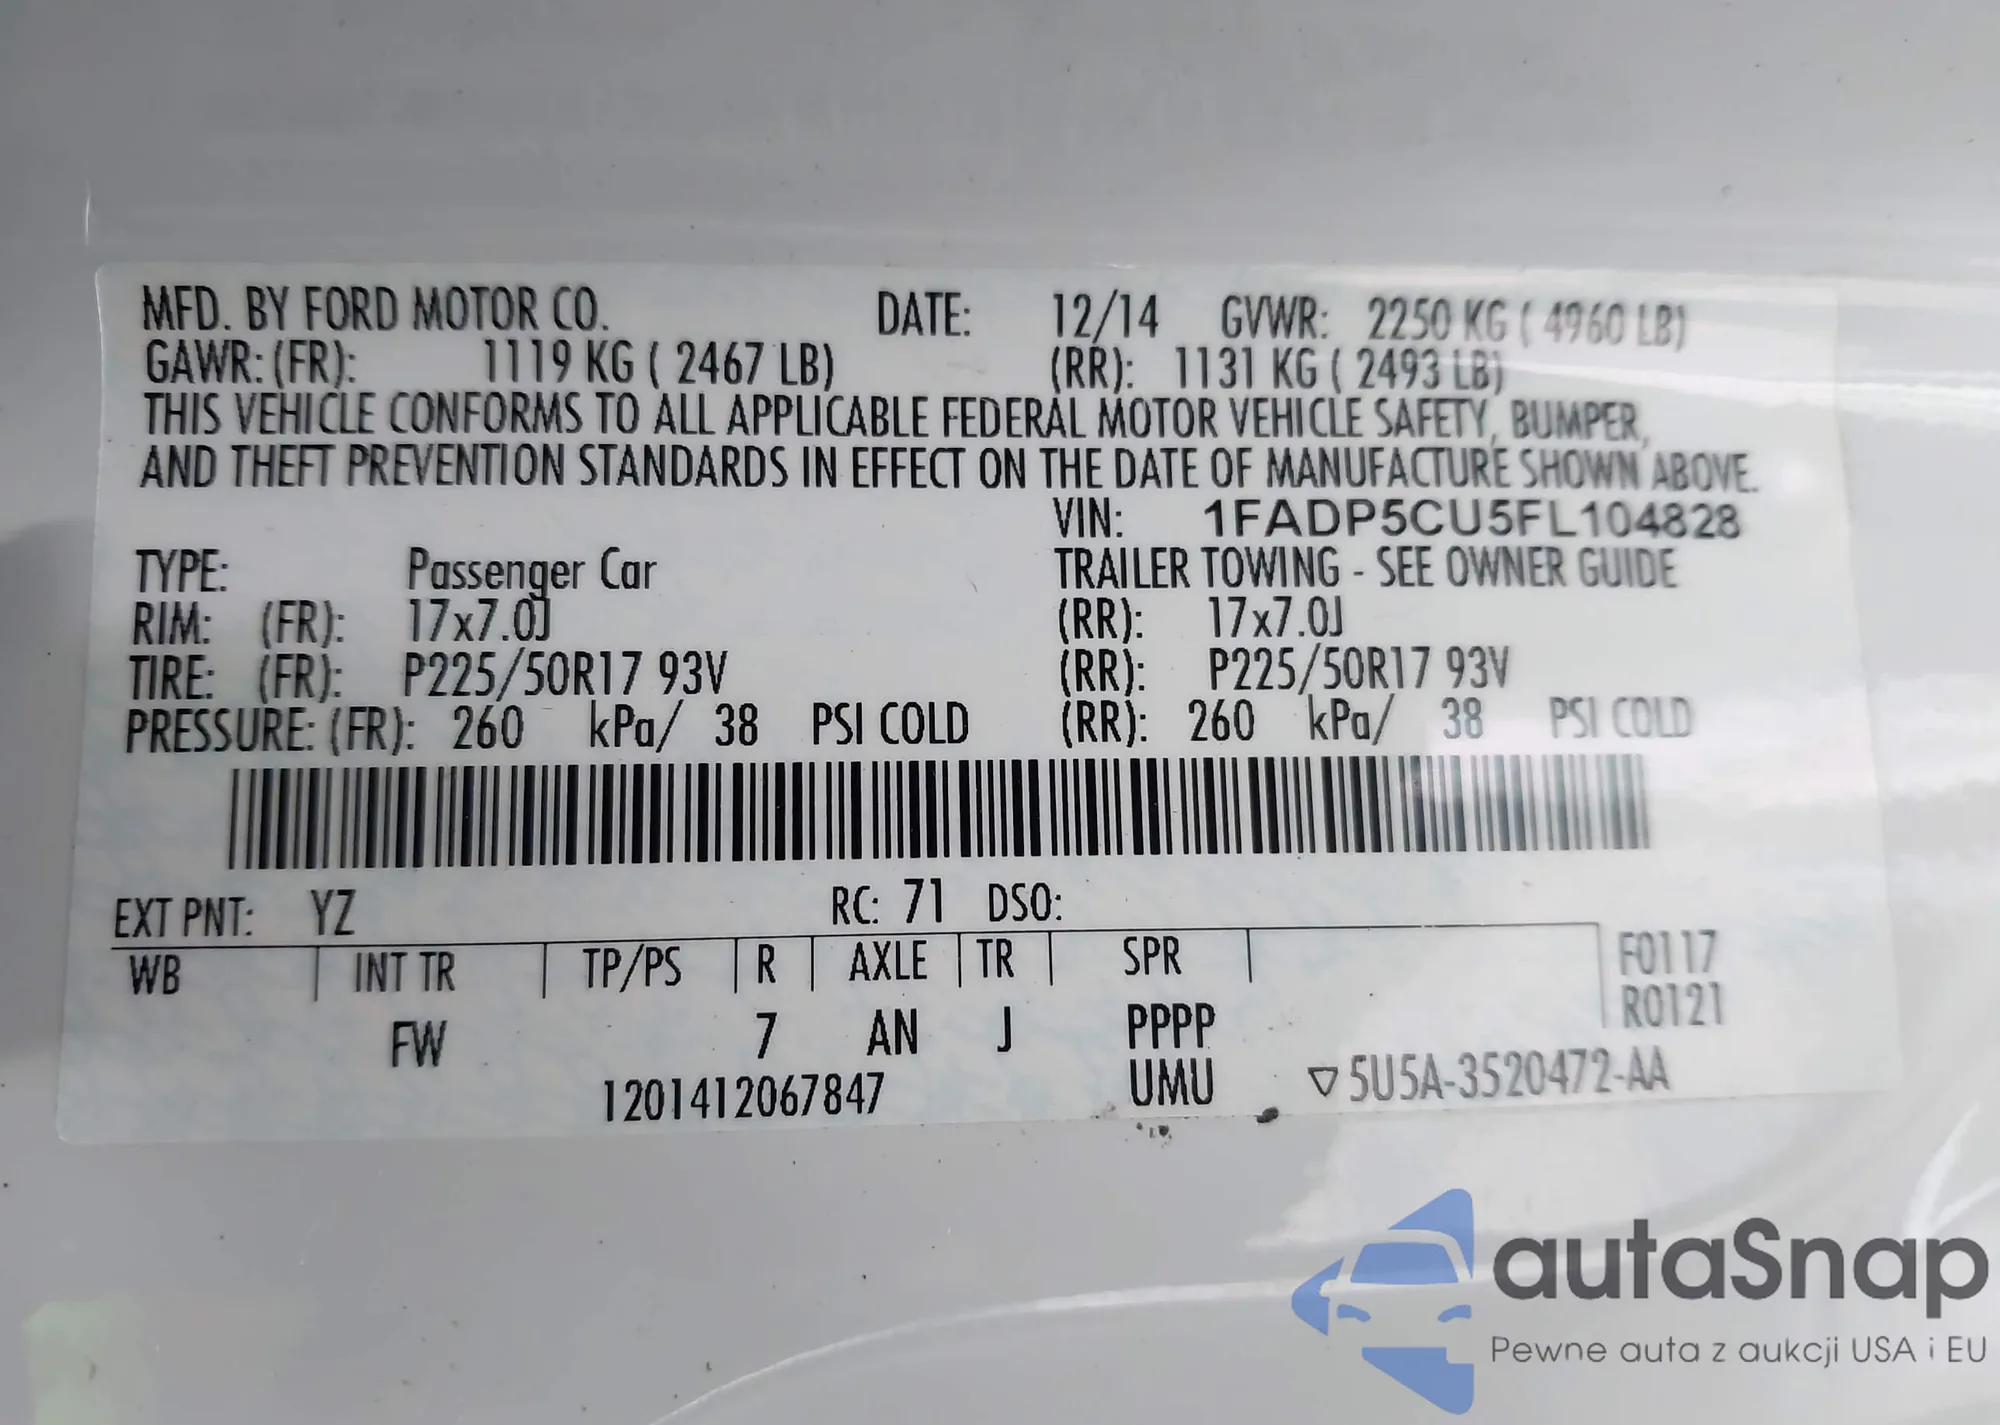 MFD. BY FORD MOTOR CO. DATE: 12/14 GVWR: 2250 KG ( 4960 LB)
GAWR: (FR): 1119 KG ( 2467 LB) (RR): 1131 KG ( 2493 LB)
THIS VEHICLE CONFORMS TO ALL APPLICABLE FEDERAL MOTOR VEHICLE SAFETY, BUMPER,
AND THEFT PREVENTION STANDARDS IN EFFECT ON THE DATE OF MANUFACTURE SHOWN ABOVE.
VIN: 1FADP5CU5FL104828
TYPE: Passenger Car TRAILER TOWING - SEE OWNER GUIDE
RIM: (FR): 17x7.0J (RR): 17x7.0J
TIRE: (FR): P225/50R17 93V (RR): P225/50R17 93V
PRESSURE: (FR): 260 kPa/ 38 PSI COLD (RR): 260 kPa/ 38 PSI COLD
EXT PNT: YZ RC: 71 DSO:
WB INT TR TP/PS R AXLE TR SPR F0117
R0121
FW 7 AN J PPPP
1201412067847 UMU ▽5U5A-3520472-AA
autaSnap
Pewne auta z aukcji USA i EU